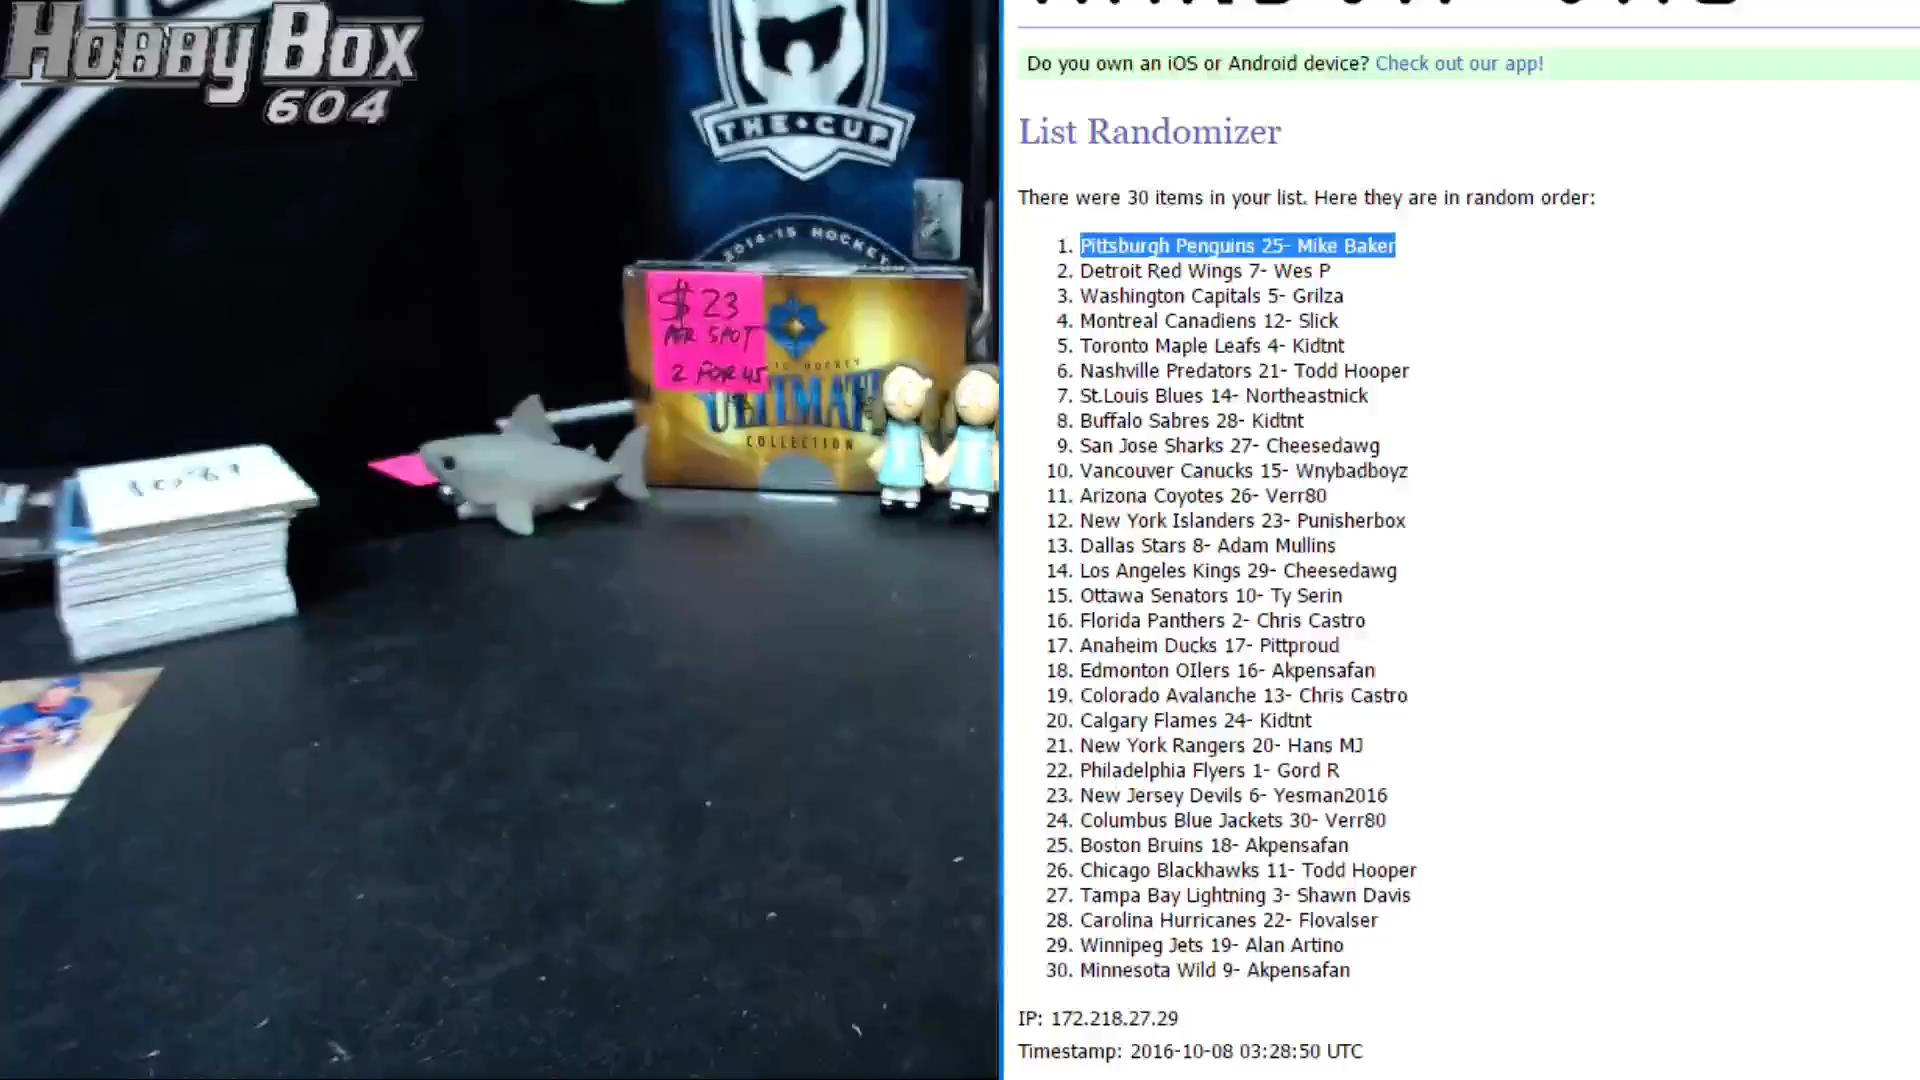 HobbyBox
604
THE CUP
2014-15 HOCKEY
$23
PER SPOT
2 FOR 45
HOCKEY
ULTIMATE
COLLECTION
Do you own an iOS or Android device? Check out our app!
List Randomizer
There were 30 items in your list. Here they are in random order:
1. Pittsburgh Penguins 25- Mike Baker
2. Detroit Red Wings 7- Wes P
3. Washington Capitals 5- Grilza
4. Montreal Canadiens 12- Slick
5. Toronto Maple Leafs 4- Kidtnt
6. Nashville Predators 21- Todd Hooper
7. St.Louis Blues 14- Northeastnick
8. Buffalo Sabres 28- Kidtnt
9. San Jose Sharks 27- Cheesedawg
10. Vancouver Canucks 15- Wnybadboyz
11. Arizona Coyotes 26- Verr80
12. New York Islanders 23- Punisherbox
13. Dallas Stars 8- Adam Mullins
14. Los Angeles Kings 29- Cheesedawg
15. Ottawa Senators 10- Ty Serin
16. Florida Panthers 2- Chris Castro
17. Anaheim Ducks 17- Pittproud
18. Edmonton OIlers 16- Akpensafan
19. Colorado Avalanche 13- Chris Castro
20. Calgary Flames 24- Kidtnt
21. New York Rangers 20- Hans MJ
22. Philadelphia Flyers 1- Gord R
23. New Jersey Devils 6- Yesman2016
24. Columbus Blue Jackets 30- Verr80
25. Boston Bruins 18- Akpensafan
26. Chicago Blackhawks 11- Todd Hooper
27. Tampa Bay Lightning 3- Shawn Davis
28. Carolina Hurricanes 22- Flovalser
29. Winnipeg Jets 19- Alan Artino
30. Minnesota Wild 9- Akpensafan
IP: 172.218.27.29
Timestamp: 2016-10-08 03:28:50 UTC